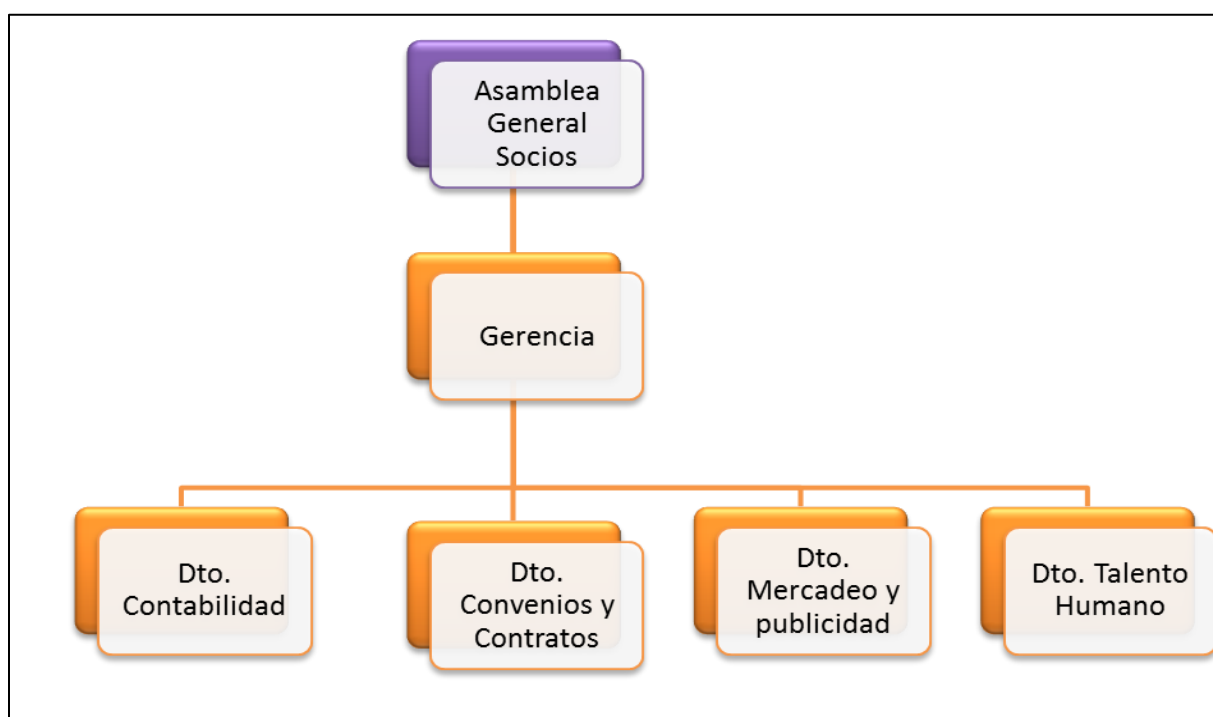 Asamblea
General
Socios
Gerencia
Dto.
Contabilidad
Dto.
Convenios y
Contratos
Dto.
Mercadeo y
publicidad
Dto. Talento
Humano